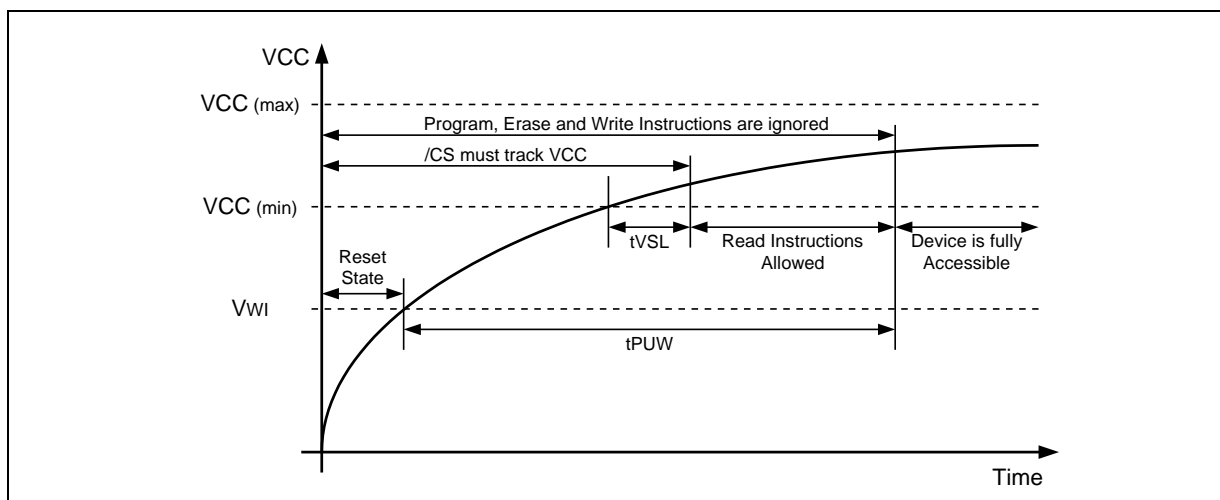 VCC
VCC (max)
Program, Erase and Write Instructions are ignored
/CS must track VCC
VCC (min)
tVSL
Read Instructions
Allowed
Device is fully
Accessible
Reset
State
VWI
tPUW
Time